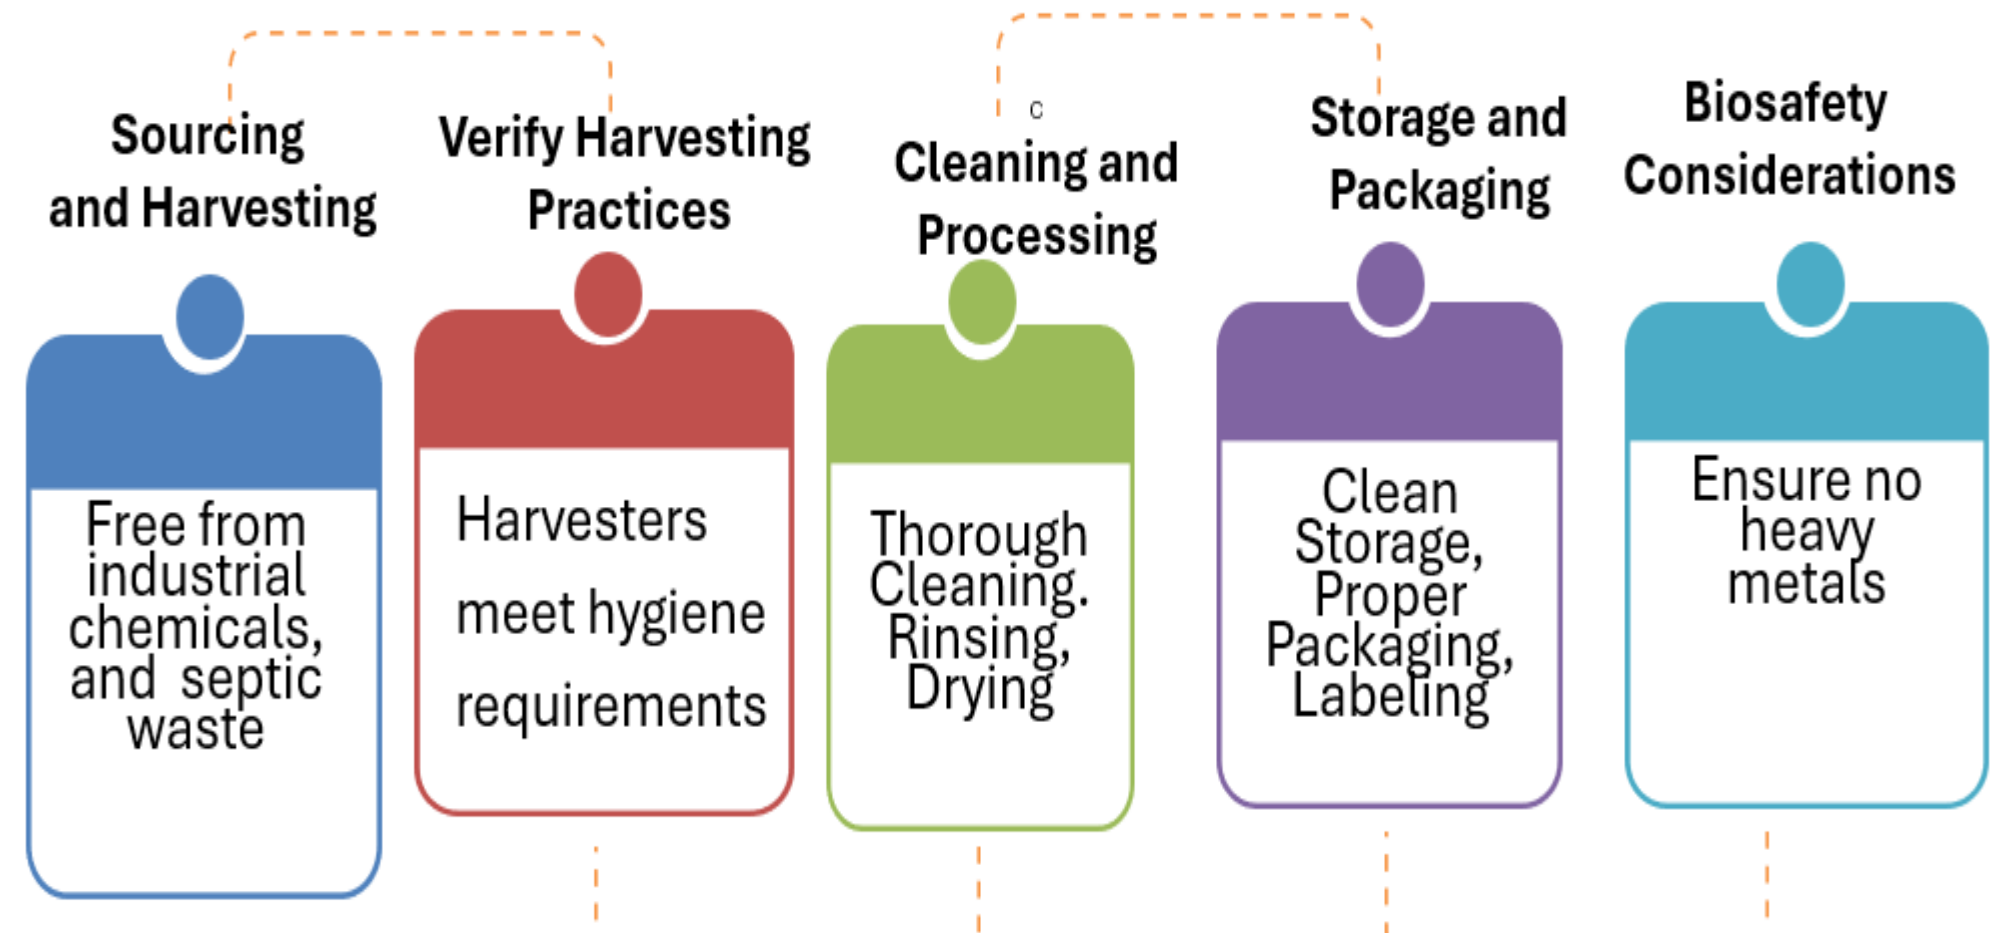 Sourcing
and Harvesting
Verify Harvesting
Practices
c
Cleaning and
Processing
Storage and
Packaging
Biosafety
Considerations
Free from
industrial
chemicals,
and septic
waste
Harvesters
meet hygiene
requirements
Thorough
Cleaning.
Rinsing,
Drying
Clean
Storage,
Proper
Packaging,
Labeling
Ensure no
heavy
metals